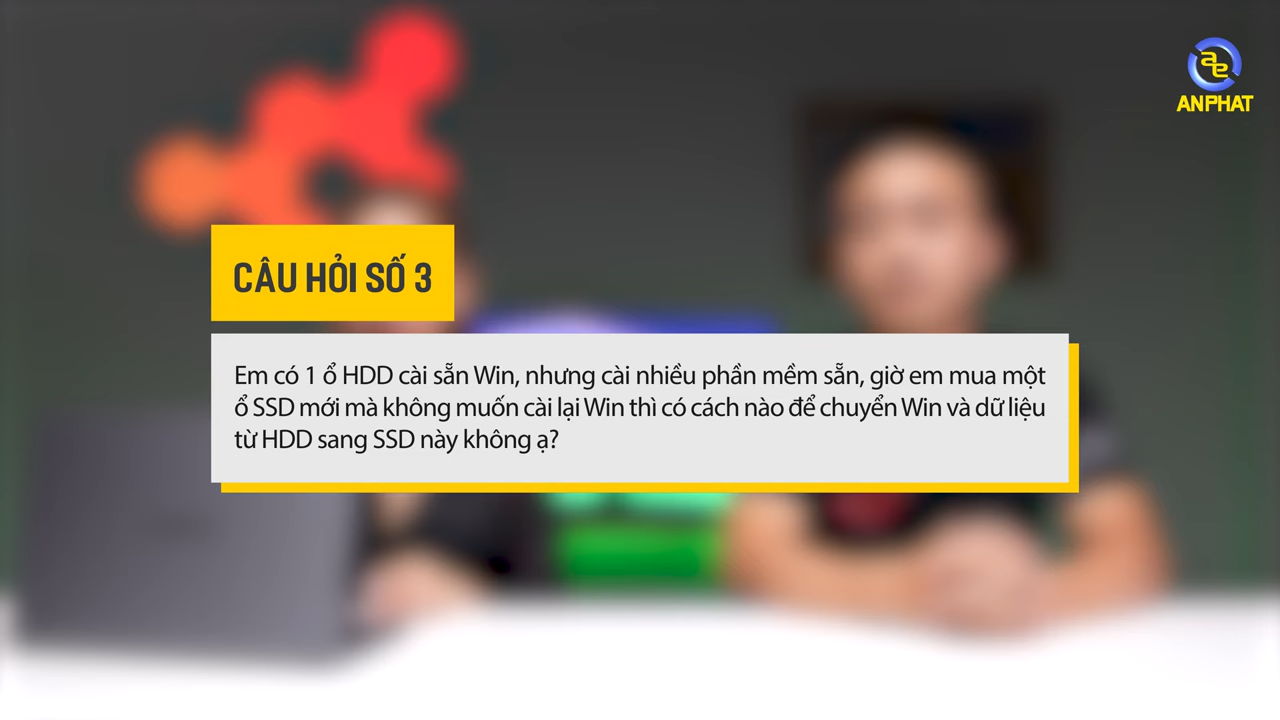 ae
ANPHAT
CÂU HỎI SỐ 3
Em có 1 ổ HDD cài sẵn Win, nhưng cài nhiều phần mềm sẵn, giờ em mua một
ổ SSD mới mà không muốn cài lại Win thì có cách nào để chuyển Win và dữ liệu
từ HDD sang SSD này không ạ?